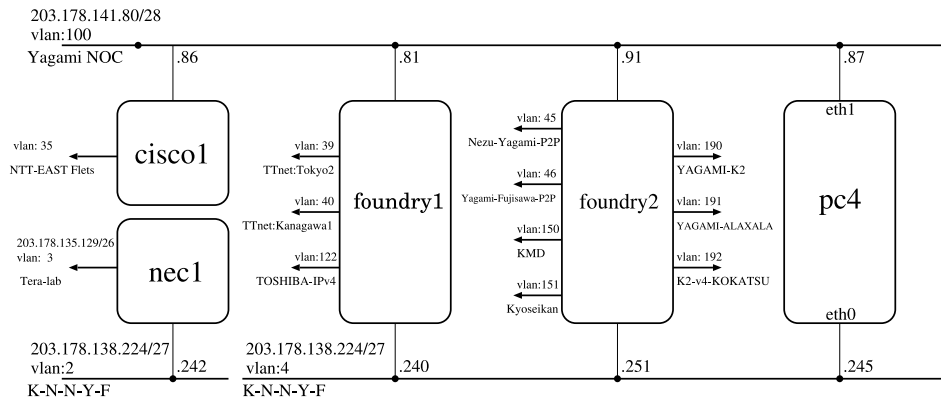 203.178.141.80/28
vlan:100
Yagami NOC
.86
.81
.91
.87
cisco1
vlan: 35
NTT-EAST Flets
nec1
203.178.135.129/26
vlan: 3
Tera-lab
foundry1
vlan: 39
TTnet:Tokyo2
vlan: 40
TTnet:Kanagawa1
vlan:122
TOSHIBA-IPv4
foundry2
vlan: 45
Nezu-Yagami-P2P
vlan: 46
Yagami-Fujisawa-P2P
vlan:150
KMD
vlan:151
Kyoseikan
vlan: 190
YAGAMI-K2
vlan: 191
YAGAMI-ALAXALA
vlan: 192
K2-v4-KOKATSU
eth1
pc4
eth0
203.178.138.224/27
vlan:2
K-N-N-Y-F
.242
203.178.138.224/27
vlan:4
K-N-N-Y-F
.240
.251
.245